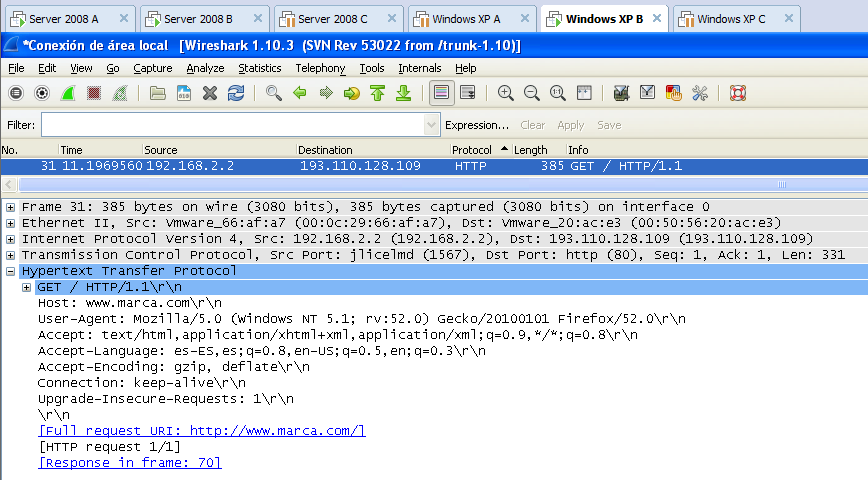 Server 2008 A × Server 2008 B × Server 2008 C × Windows XP A × Windows XP B × Windows XP C ×
*Conexión de área local [Wireshark 1.10.3 (SVN Rev 53022 from /trunk-1.10)]
File Edit View Go Capture Analyze Statistics Telephony Tools Internals Help
Filter: Expression... Clear Apply Save
No. Time Source Destination Protocol Length Info
31 11.1969560 192.168.2.2 193.110.128.109 HTTP 385 GET / HTTP/1.1
Frame 31: 385 bytes on wire (3080 bits), 385 bytes captured (3080 bits) on interface 0
Ethernet II, Src: Vmware_66:af:a7 (00:0c:29:66:af:a7), Dst: Vmware_20:ac:e3 (00:50:56:20:ac:e3)
Internet Protocol Version 4, Src: 192.168.2.2 (192.168.2.2), Dst: 193.110.128.109 (193.110.128.109)
Transmission Control Protocol, Src Port: jlicelmd (1567), Dst Port: http (80), Seq: 1, Ack: 1, Len: 331
Hypertext Transfer Protocol
GET / HTTP/1.1\r\n
Host: www.marca.com\r\n
User-Agent: Mozilla/5.0 (Windows NT 5.1; rv:52.0) Gecko/20100101 Firefox/52.0\r\n
Accept: text/html,application/xhtml+xml,application/xml;q=0.9,*/*;q=0.8\r\n
Accept-Language: es-ES,es;q=0.8,en-US;q=0.5,en;q=0.3\r\n
Accept-Encoding: gzip, deflate\r\n
Connection: keep-alive\r\n
Upgrade-Insecure-Requests: 1\r\n
\r\n
[Full request URI: http://www.marca.com/]
[HTTP request 1/1]
[Response in frame: 70]